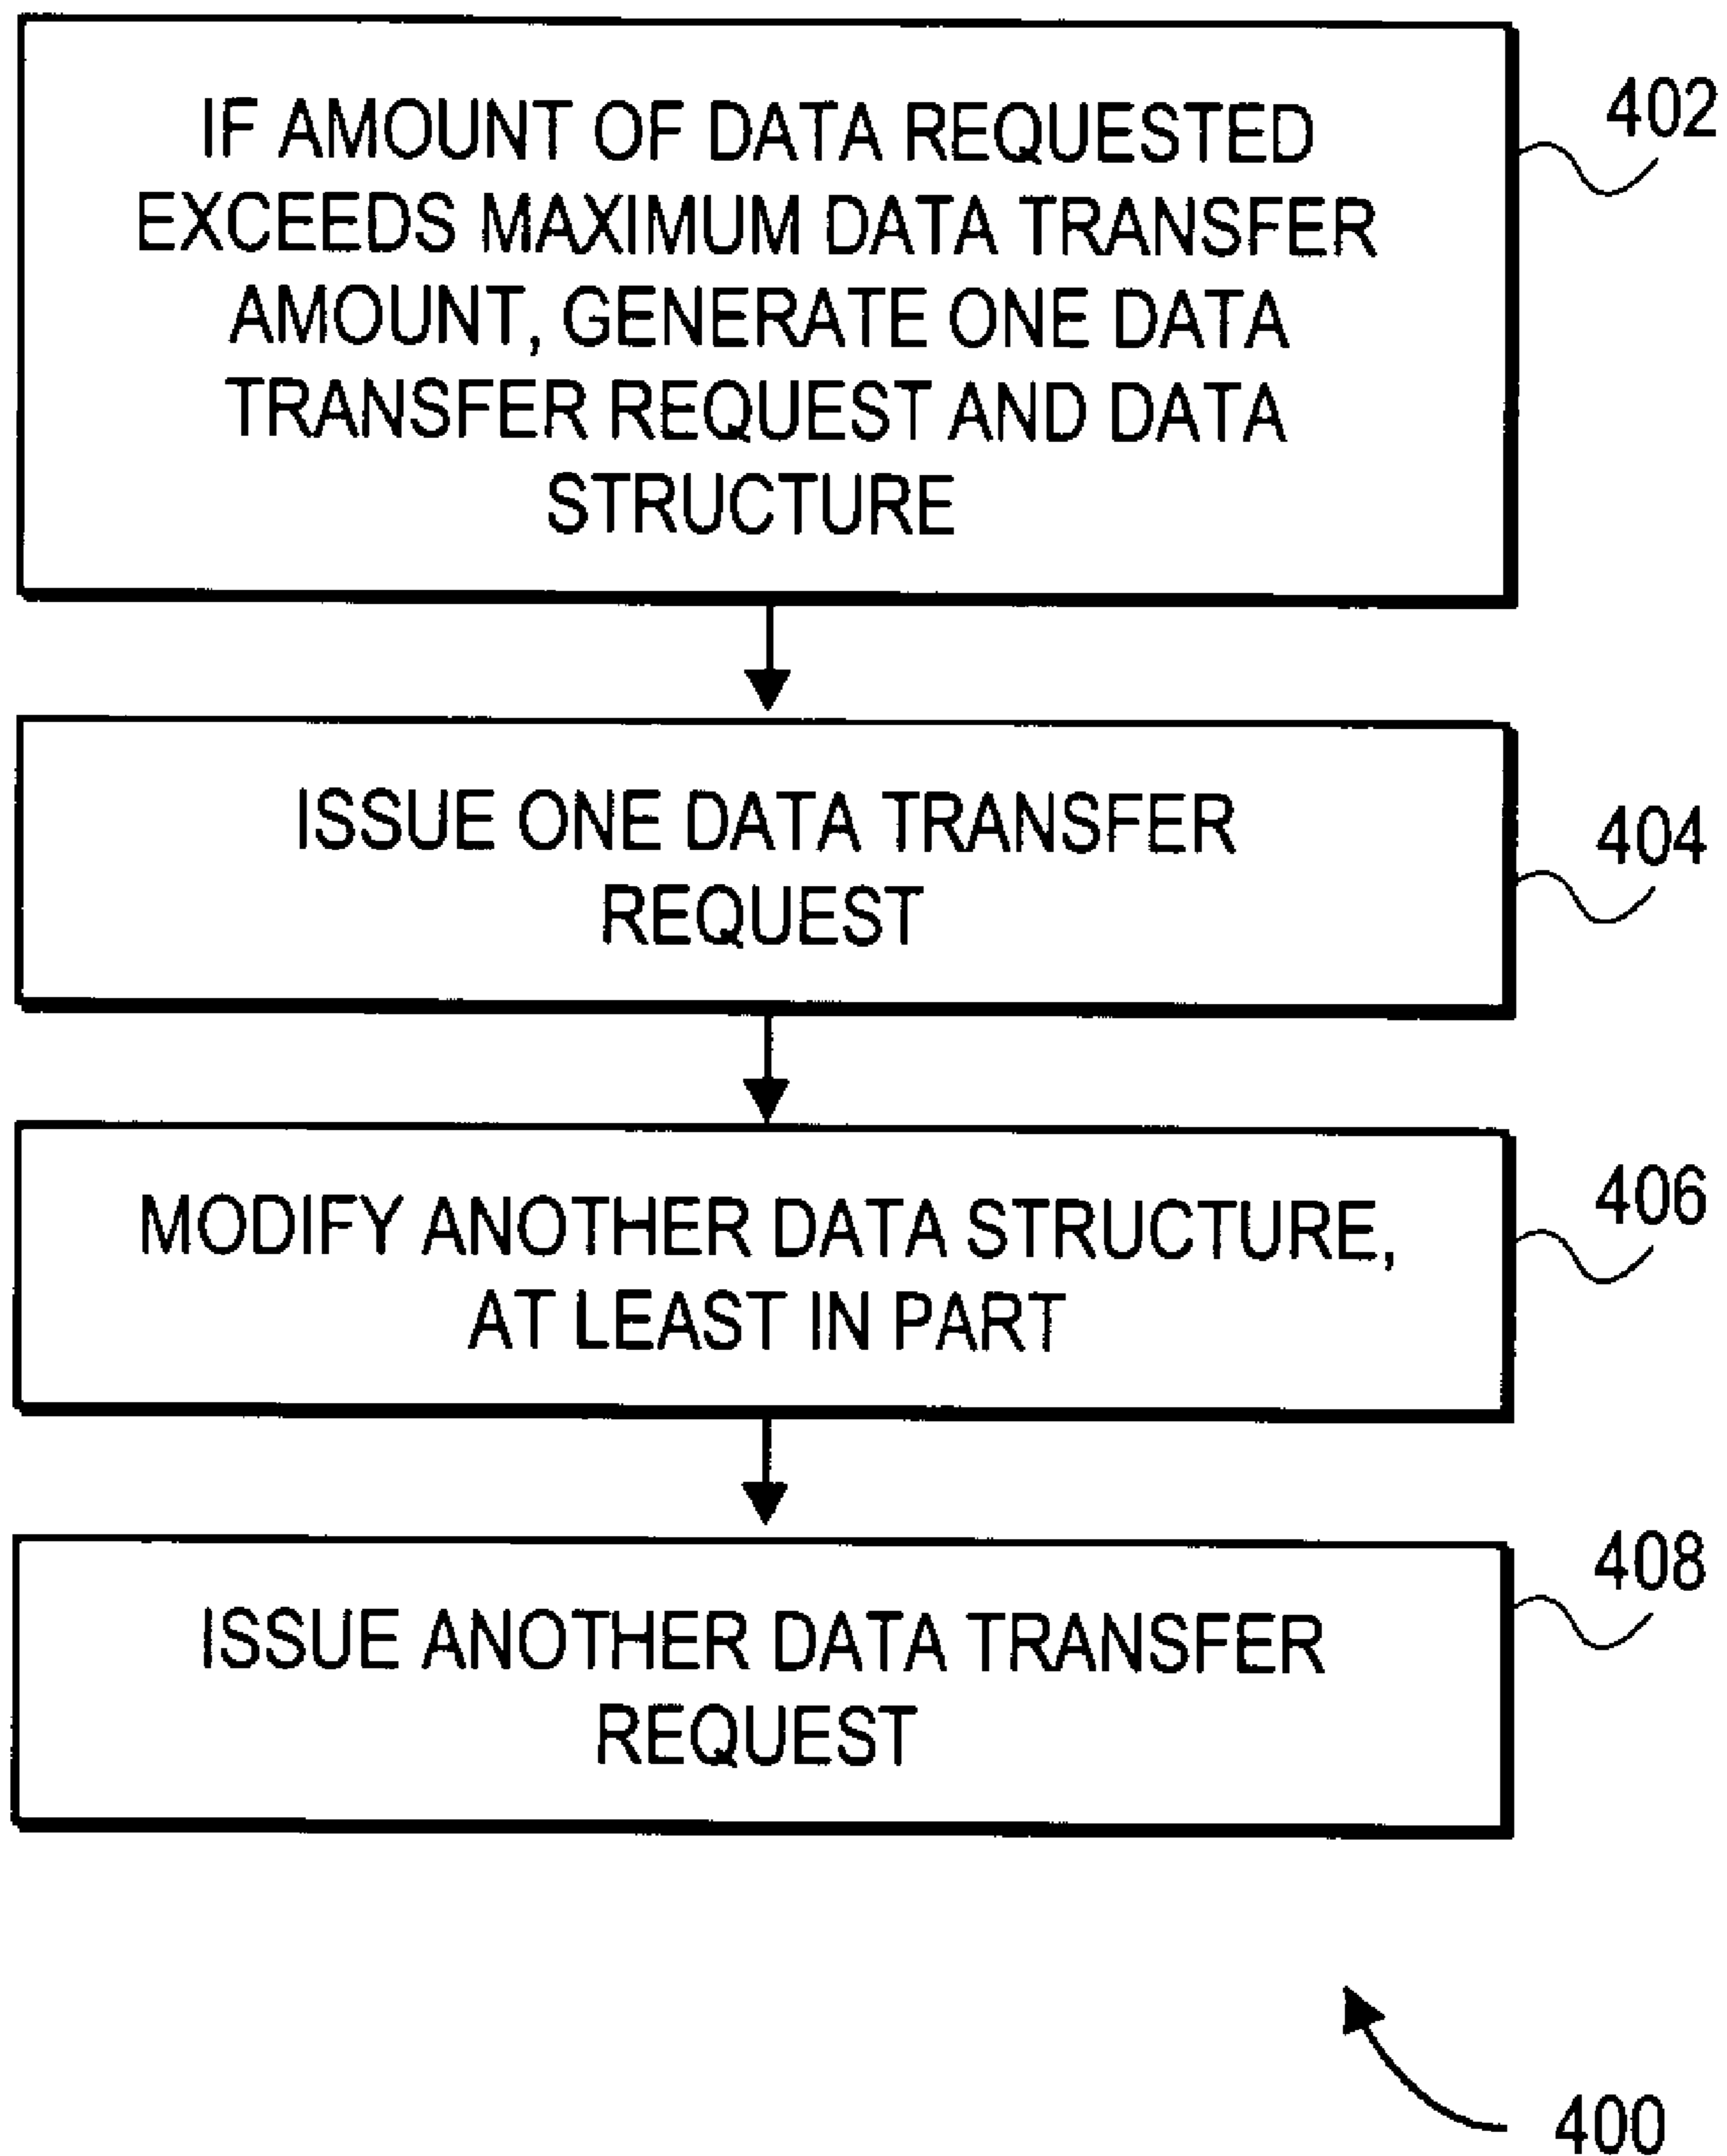 IF AMOUNT OF DATA REQUESTED
EXCEEDS MAXIMUM DATA TRANSFER
AMOUNT, GENERATE ONE DATA
TRANSFER REQUEST AND DATA
STRUCTURE
402
ISSUE ONE DATA TRANSFER
REQUEST
404
MODIFY ANOTHER DATA STRUCTURE,
AT LEAST IN PART
406
ISSUE ANOTHER DATA TRANSFER
REQUEST
408
400